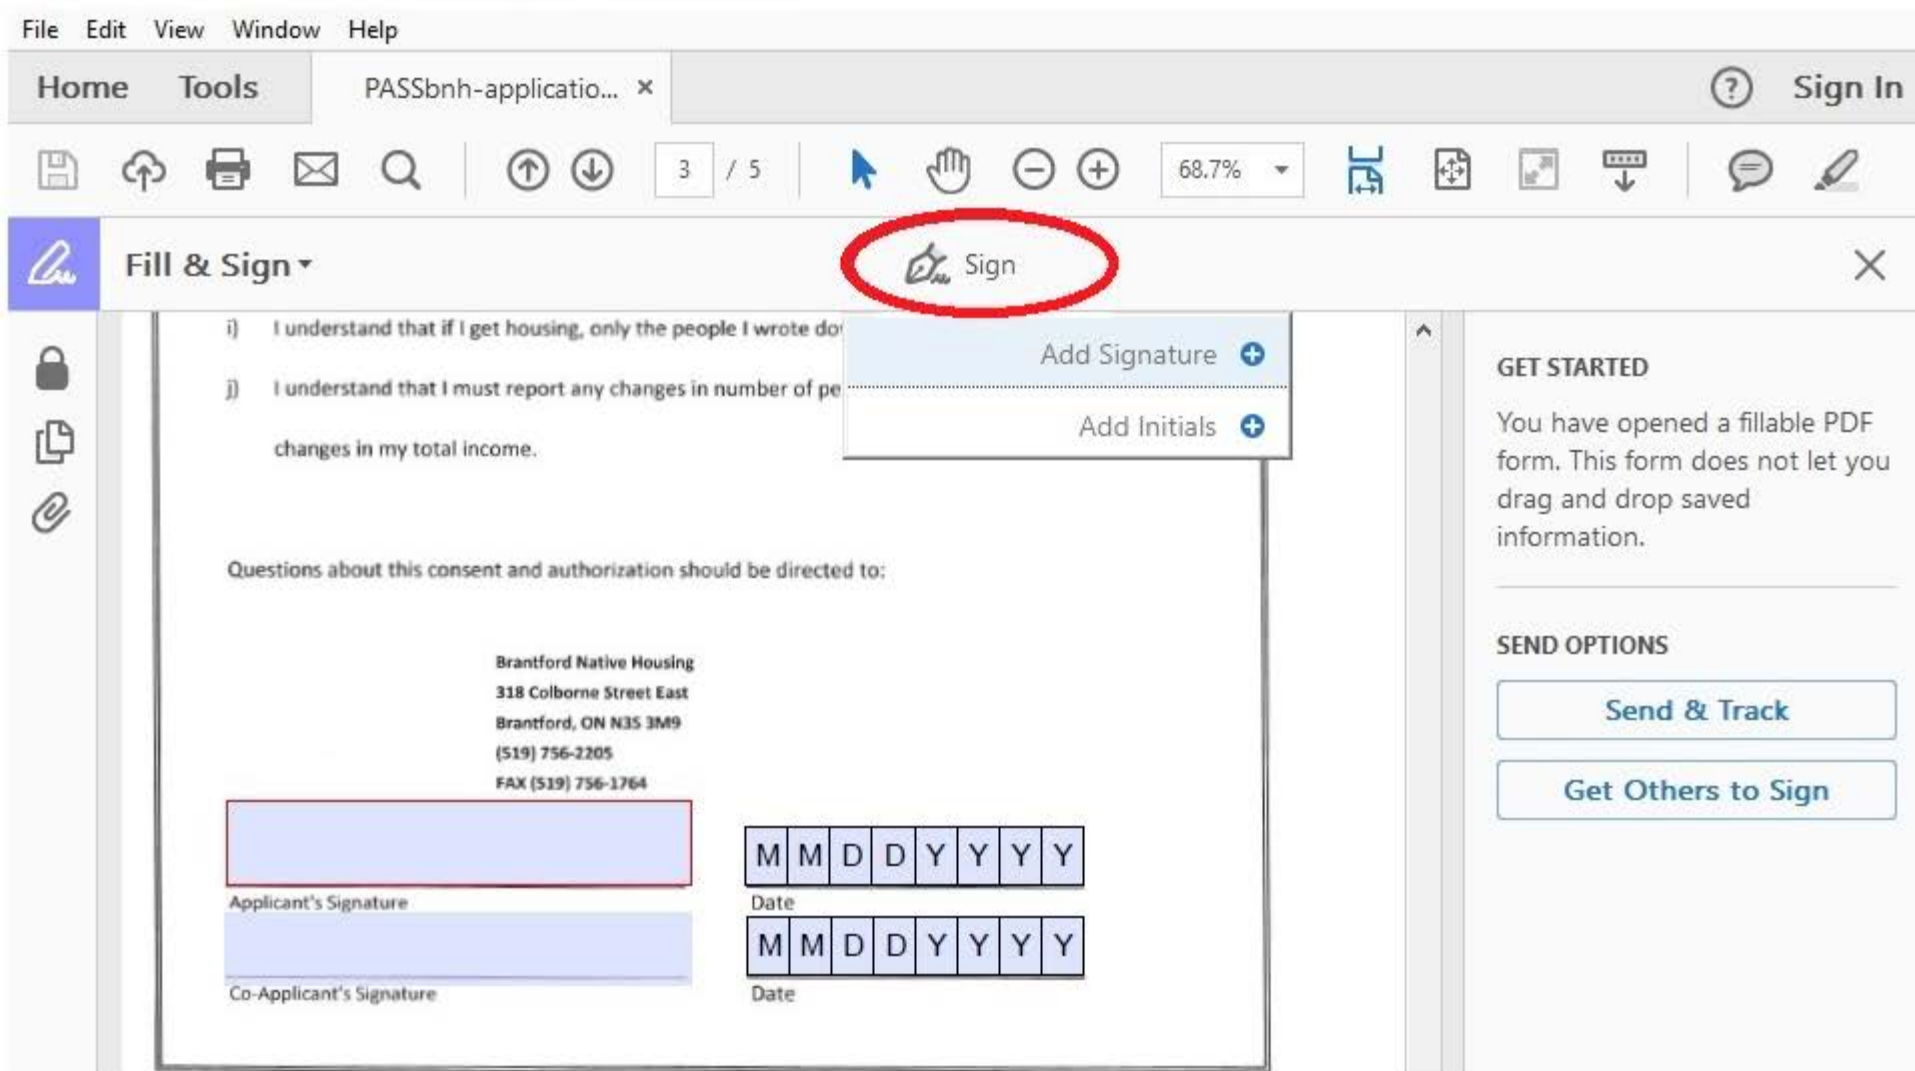 File Edit View Window Help
Home Tools PASSbnh-applicatio... × ? Sign In
3 / 5 68.7%
Fill & Sign Sign
Add Signature
Add Initials
i) I understand that if I get housing, only the people I wrote do
j) I understand that I must report any changes in number of pe
changes in my total income.
Questions about this consent and authorization should be directed to:
Brantford Native Housing
318 Colborne Street East
Brantford, ON N3S 3M9
(519) 756-2205
FAX (519) 756-1764
M M D D Y Y Y Y
Applicant's Signature Date
M M D D Y Y Y Y
Co-Applicant's Signature Date
GET STARTED
You have opened a fillable PDF
form. This form does not let you
drag and drop saved
information.
SEND OPTIONS
Send & Track
Get Others to Sign